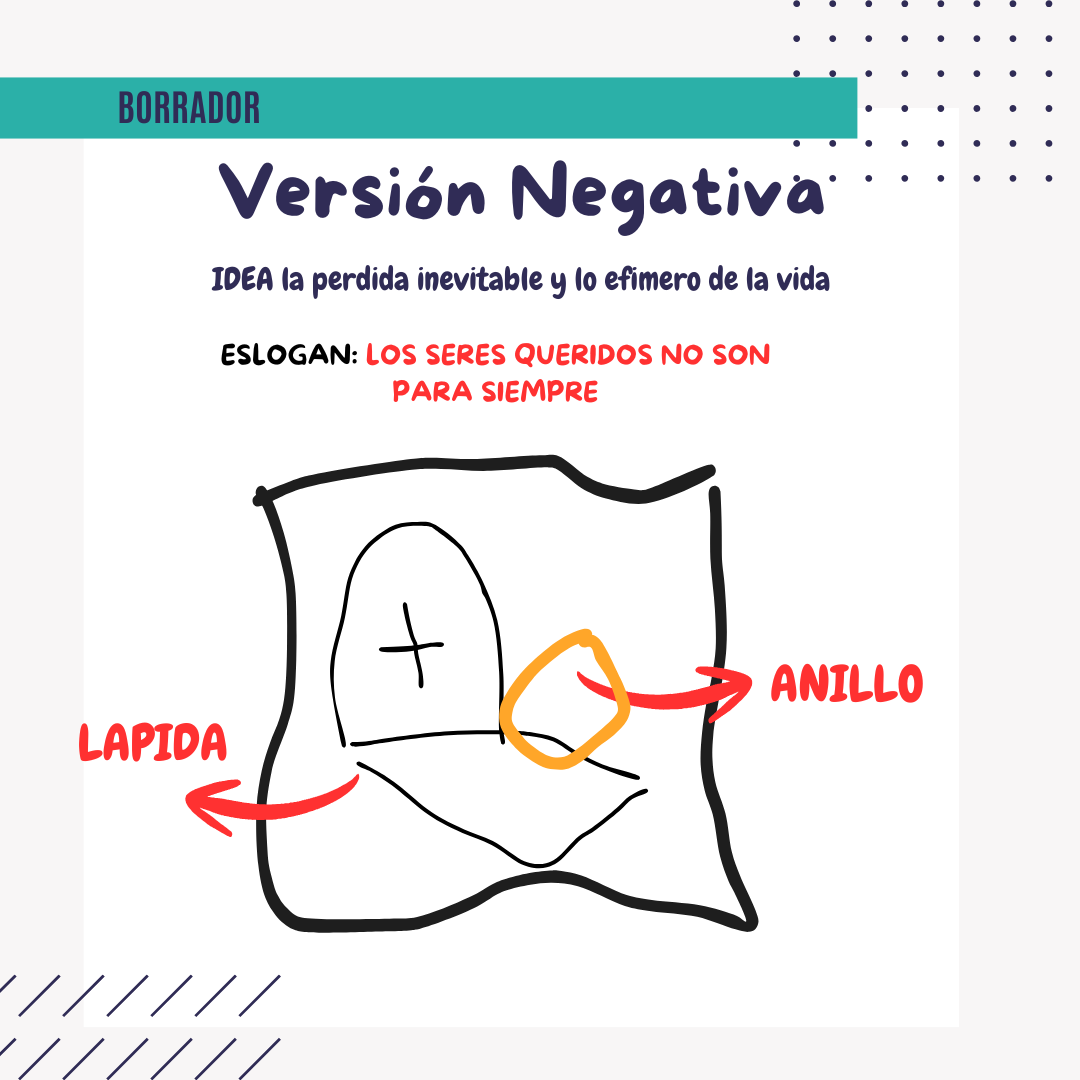 BORRADOR
Versión Negativa
IDEA la perdida inevitable y lo efimero de la vida
ESLOGAN: LOS SERES QUERIDOS NO SON
PARA SIEMPRE
ANILLO
LAPIDA